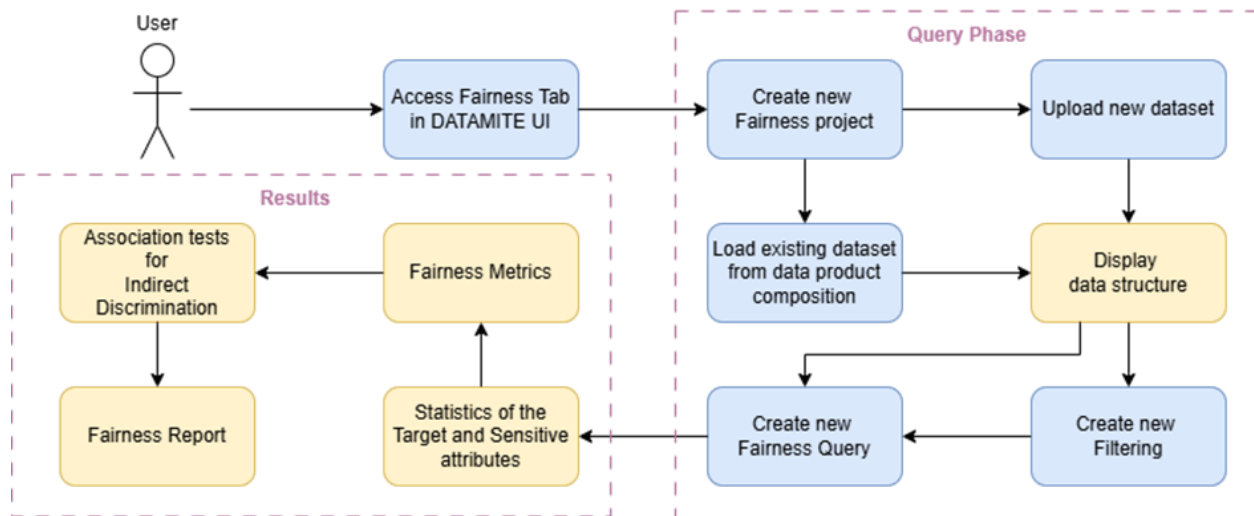 User
Query Phase
Access Fairness Tab
in DATAMITE UI
Create new
Fairness project
Upload new dataset
Results
Association tests
for
Indirect
Discrimination
Fairness Metrics
Load existing dataset
from data product
composition
Display
data structure
Fairness Report
Statistics of the
Target and Sensitive
attributes
Create new
Fairness Query
Create new
Filtering